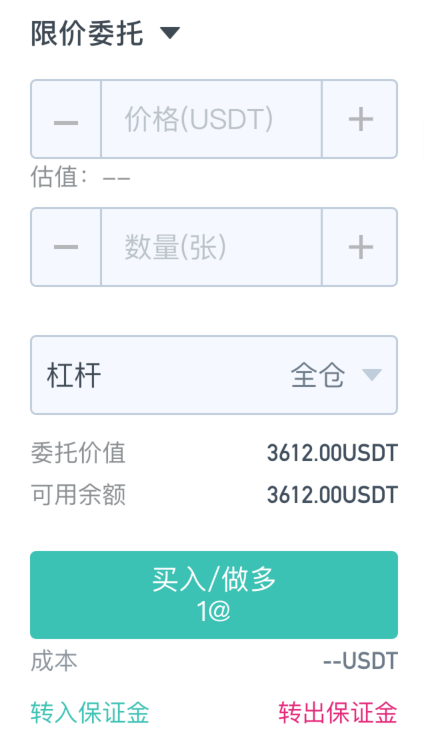 限价委托
价格(USDT)
估值：--
数量(张)
杠杆 全仓
委托价值 3612.00USDT
可用余额 3612.00USDT
买入/做多
1@
成本 --USDT
转入保证金 转出保证金